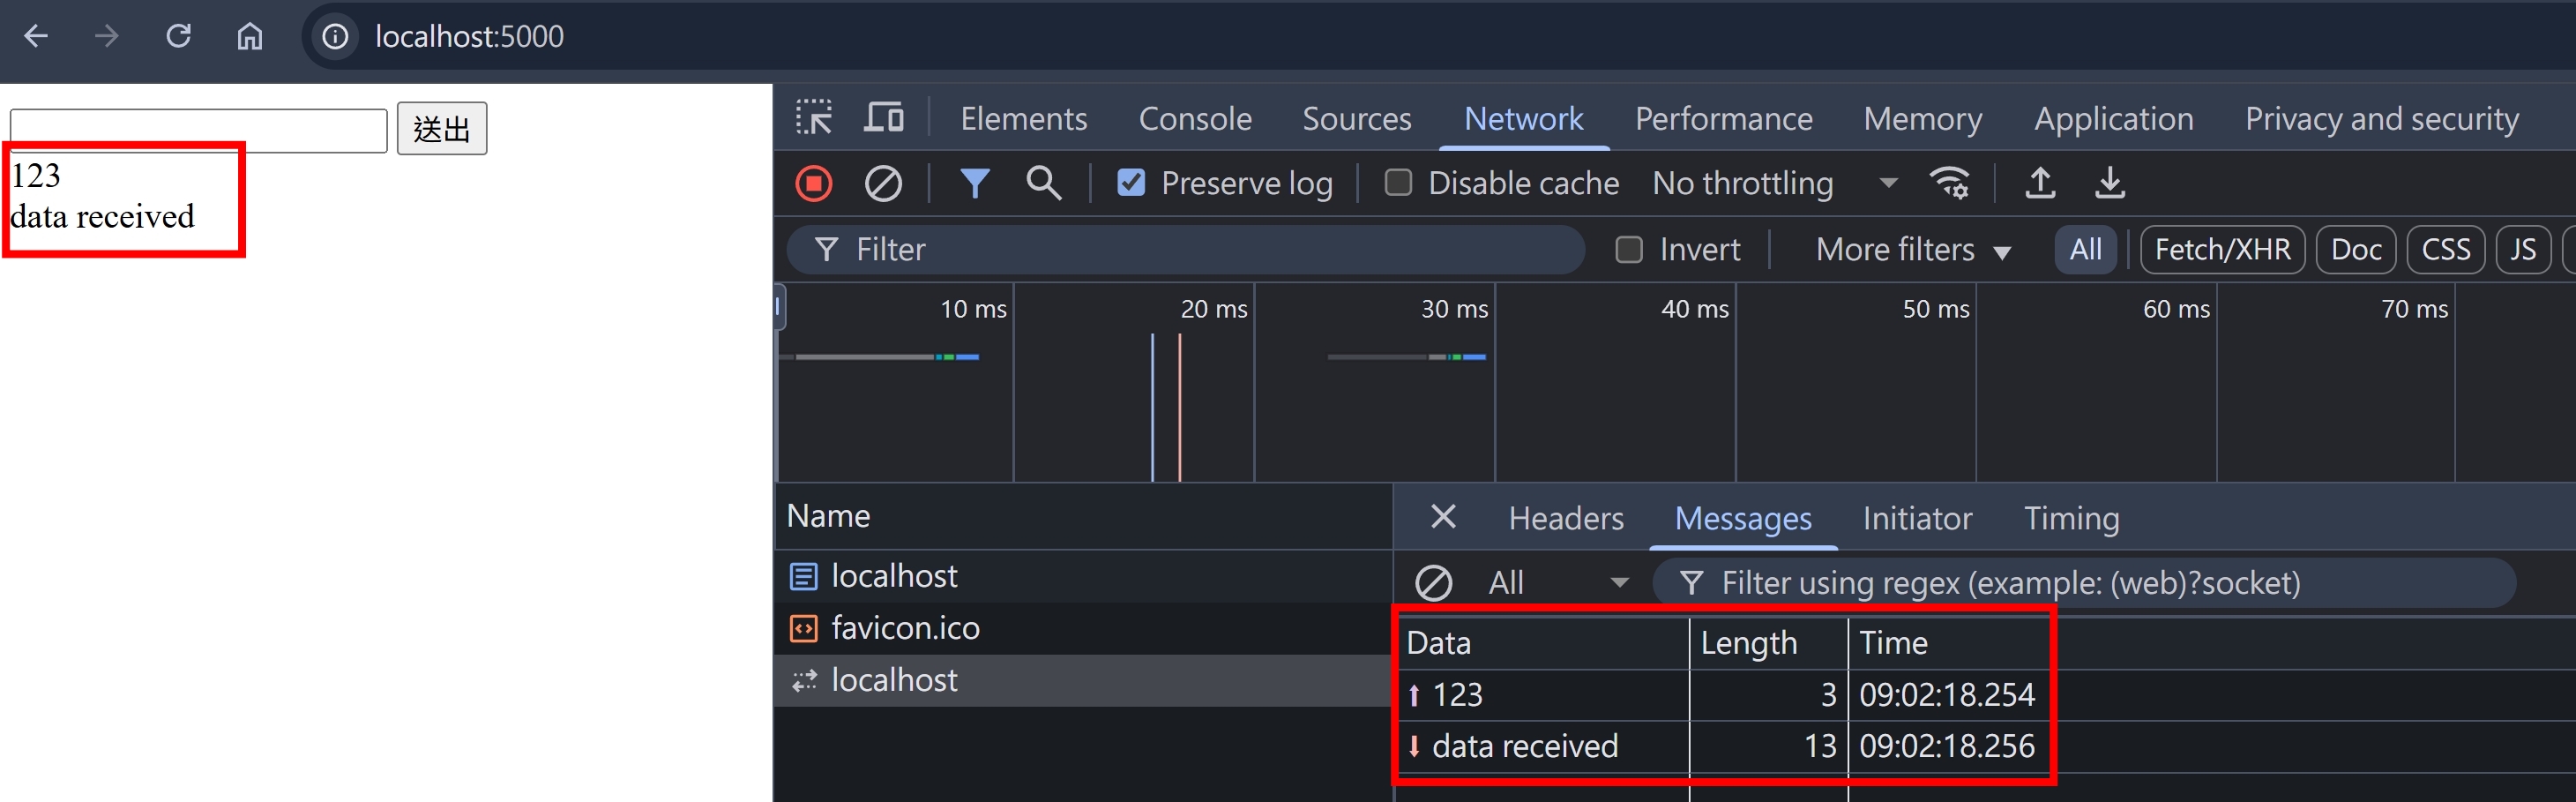 localhost:5000
送出
123
data received
Elements Console Sources Network Performance Memory Application Privacy and security
Preserve log Disable cache No throttling
Filter Invert More filters All Fetch/XHR Doc CSS JS
10 ms 20 ms 30 ms 40 ms 50 ms 60 ms 70 ms
Name
localhost
favicon.ico
localhost
Headers Messages Initiator Timing
All Filter using regex (example: (web)?socket)
Data Length Time
123 3 09:02:18.254
data received 13 09:02:18.256